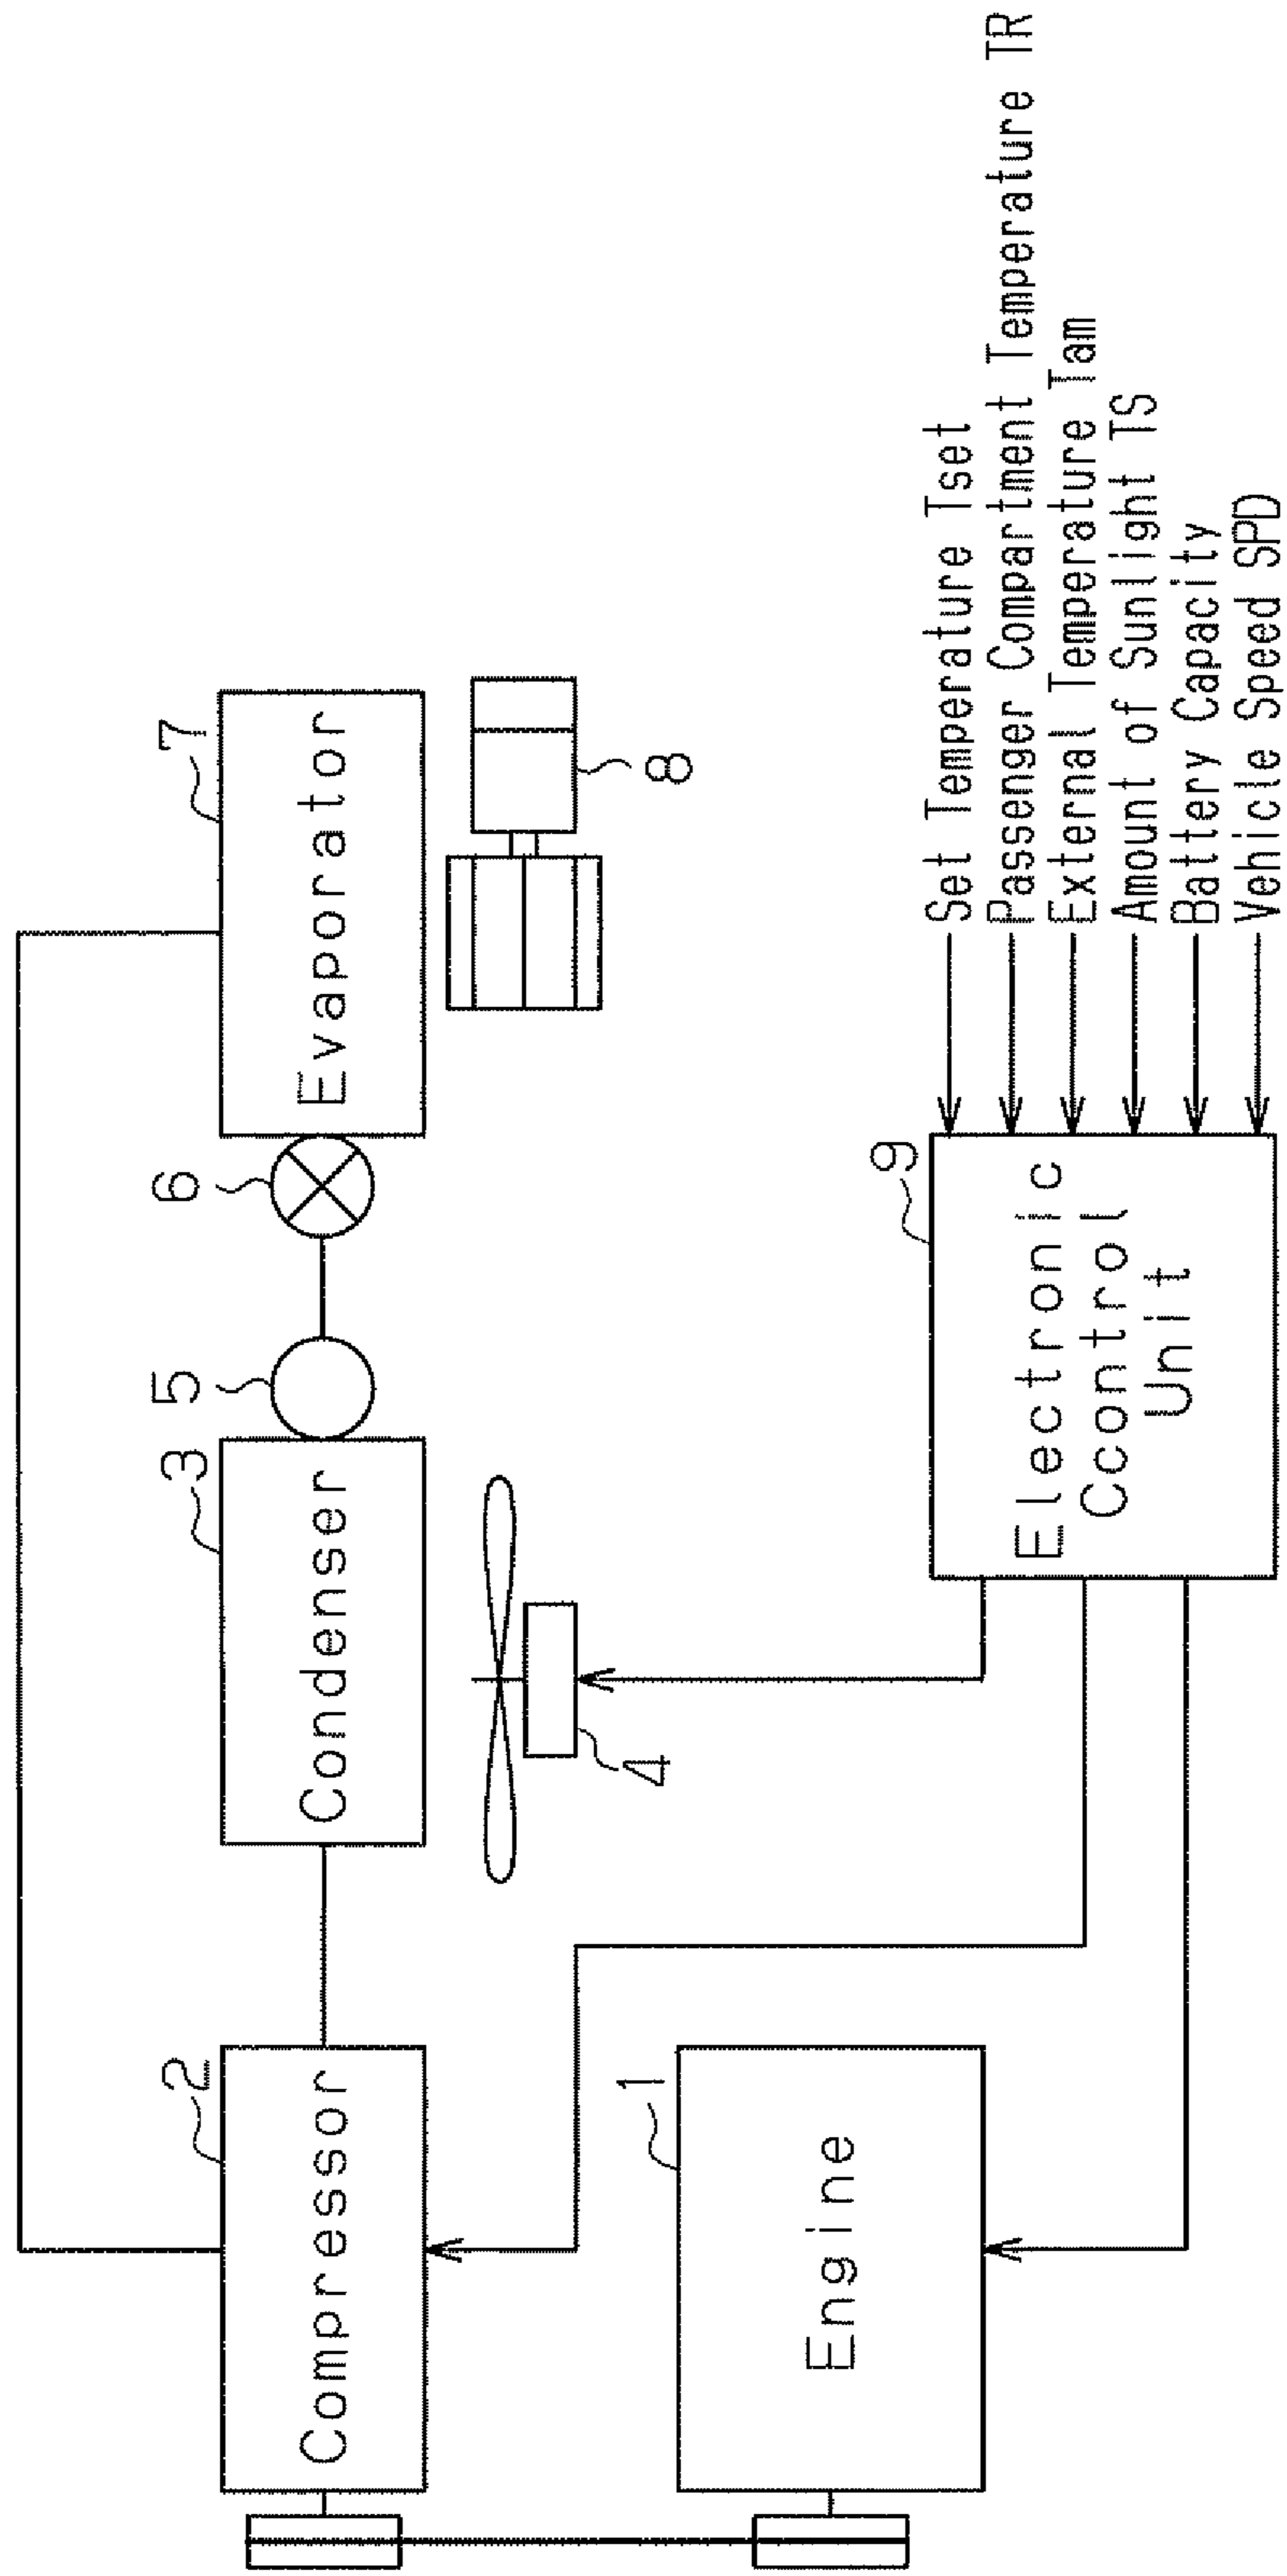 2
Compressor
3
Condenser
5
6
7
Evaporator
4
8
1
Engine
9
Electronic
Ccontrol
Unit
Set Temperature Tset
Passenger Compartment Temperature TR
External Temperature Tam
Amount of Sunlight TS
Battery Capacity
Vehicle Speed SPD